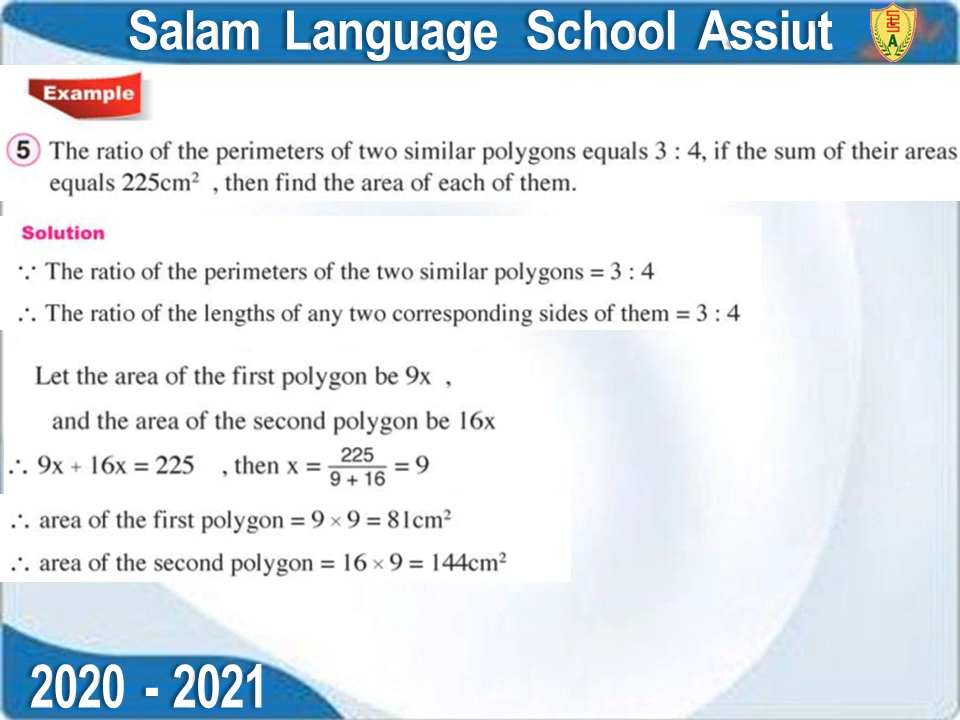 Salam Language School Assiut
A
Example
5 The ratio of the perimeters of two similar polygons equals 3 : 4, if the sum of their areas
equals 225cm² , then find the area of each of them.
Solution
∵ The ratio of the perimeters of the two similar polygons = 3 : 4
∴ The ratio of the lengths of any two corresponding sides of them = 3 : 4
Let the area of the first polygon be 9x ,
and the area of the second polygon be 16x
∴ 9x + 16x = 225 , then x = 225 / 9 + 16 = 9
∴ area of the first polygon = 9 × 9 = 81cm²
∴ area of the second polygon = 16 × 9 = 144cm²
2020 - 2021